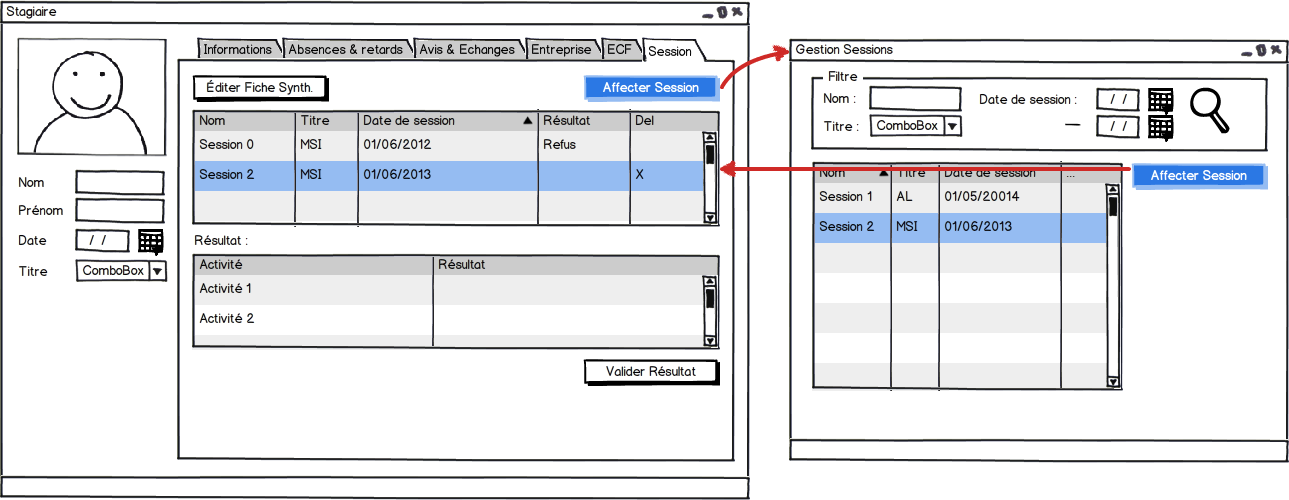 Stagiaire
Informations Absences & retards Avis & Echanges Entreprise ECF Session
Éditer Fiche Synth. Affecter Session
Nom Titre Date de session Résultat Del
Session 0 MSI 01/06/2012 Refus
Session 2 MSI 01/06/2013 X
Nom
Prénom
Date / /
Titre ComboBox
Résultat :
Activité Résultat
Activité 1
Activité 2
Valider Résultat
Gestion Sessions
Filtre
Nom : Date de session : / /
Titre : ComboBox — / /
Affecter Session
Nom Titre Date de session ...
Session 1 AL 01/05/20014
Session 2 MSI 01/06/2013